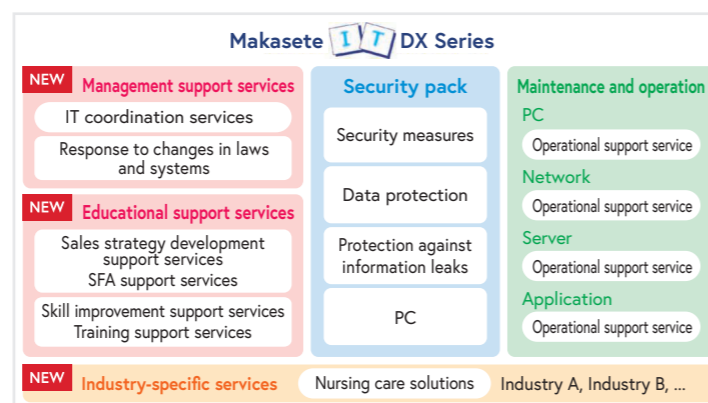 Makasete IT DX Series
NEW Management support services
IT coordination services
Response to changes in laws
and systems
NEW Educational support services
Sales strategy development
support services
SFA support services
Skill improvement support services
Training support services
Security pack
Security measures
Data protection
Protection against
information leaks
PC
Maintenance and operation
PC
Operational support service
Network
Operational support service
Server
Operational support service
Application
Operational support service
NEW Industry-specific services Nursing care solutions Industry A, Industry B, ...